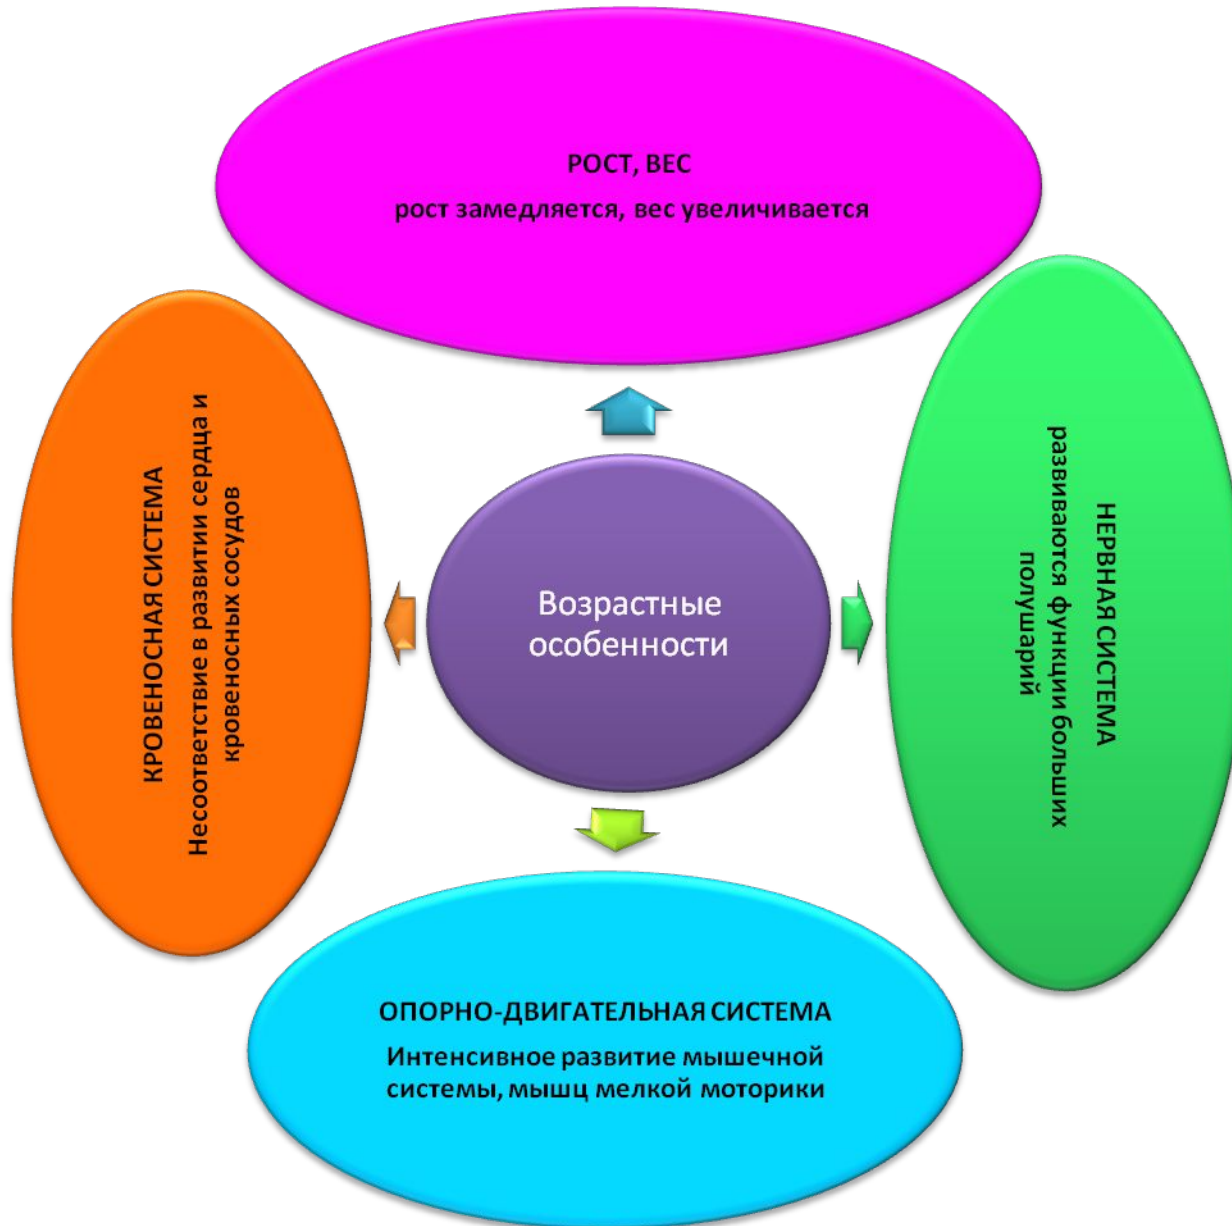 РОСТ, ВЕС
рост замедляется, вес увеличивается
КРОВЕНОСНАЯ СИСТЕМА
Несоответствие в развитии сердца и
кровеносных сосудов
Возрастные
особенности
НЕРВНАЯ СИСТЕМА
развиваются функции больших
полушарий
ОПОРНО-ДВИГАТЕЛЬНАЯ СИСТЕМА
Интенсивное развитие мышечной
системы, мышц мелкой моторики